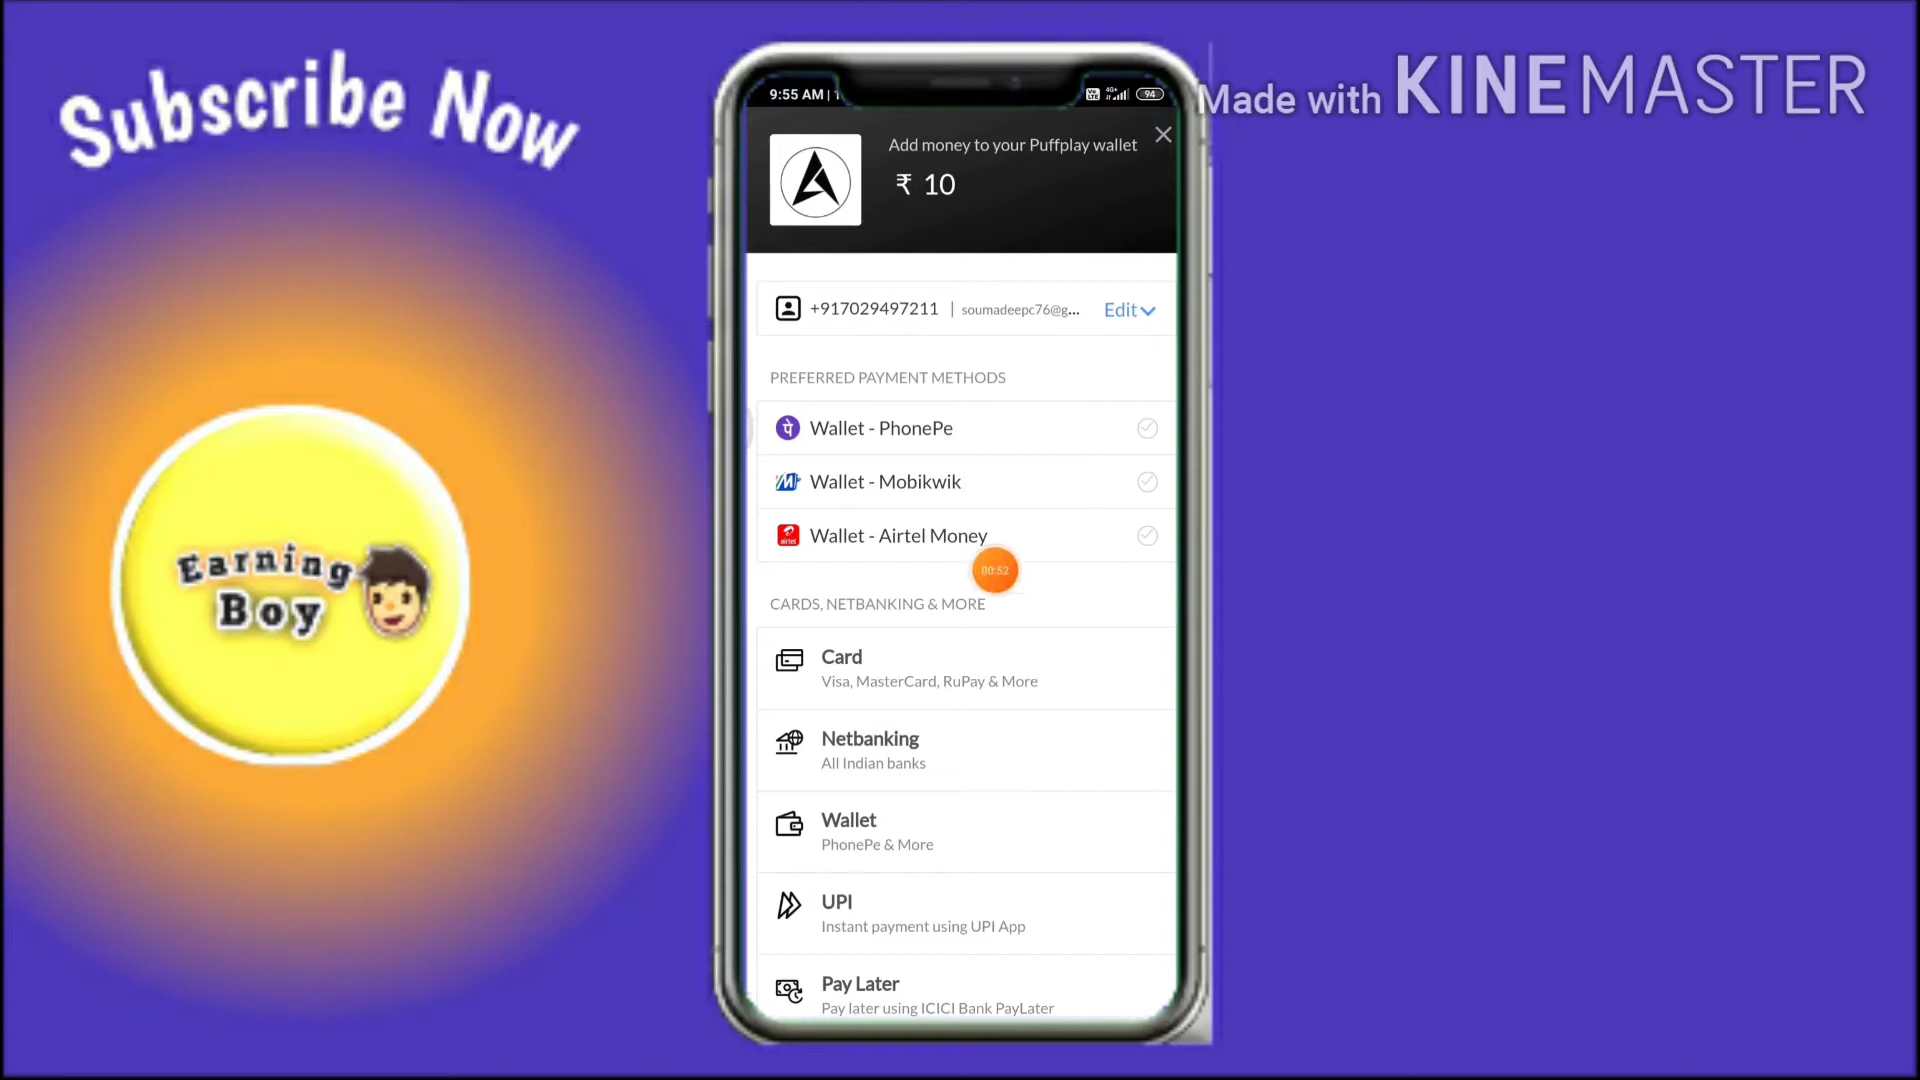 Subscribe Now
Made with KINEMASTER
9:55 AM |
4G+
94
Add money to your Puffplay wallet
₹ 10
+917029497211 | soumadeepc76@g...
Edit
PREFERRED PAYMENT METHODS
Wallet - PhonePe
Wallet - Mobikwik
airtel
Wallet - Airtel Money
00:52
CARDS, NETBANKING & MORE
Card
Visa, MasterCard, RuPay & More
Netbanking
All Indian banks
Wallet
PhonePe & More
UPI
Instant payment using UPI App
Pay Later
Pay later using ICICI Bank PayLater
Earning
Boy